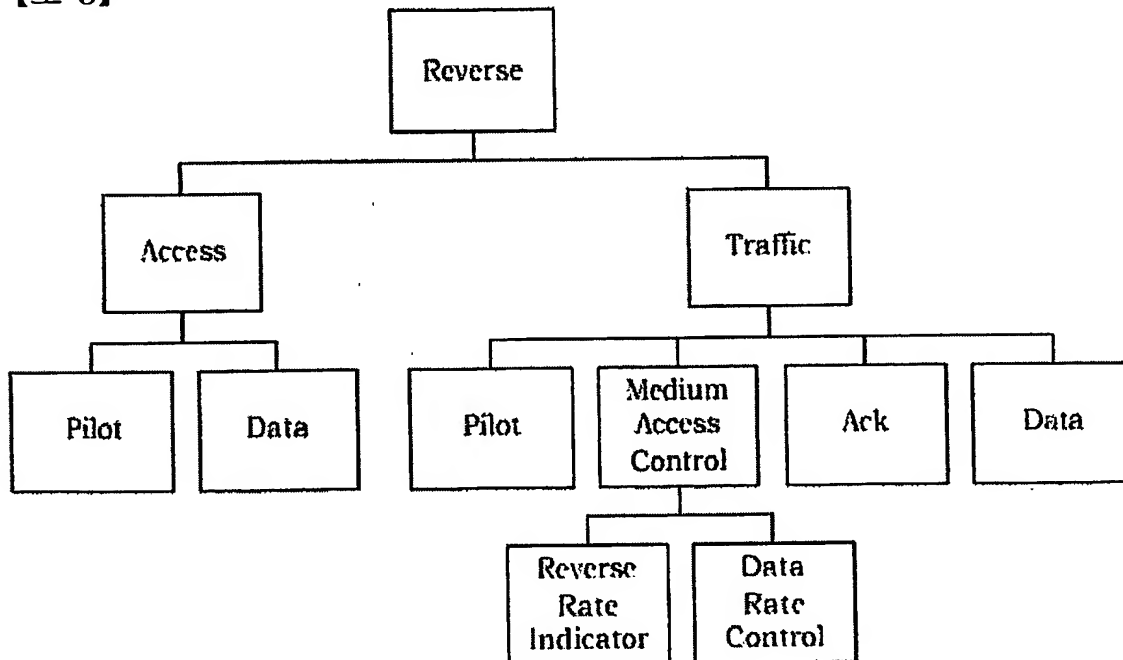 Reverse
Access
Traffic
Pilot
Data
Pilot
Medium
Access
Control
Ack
Data
Reverse
Rate
Indicator
Data
Rate
Control